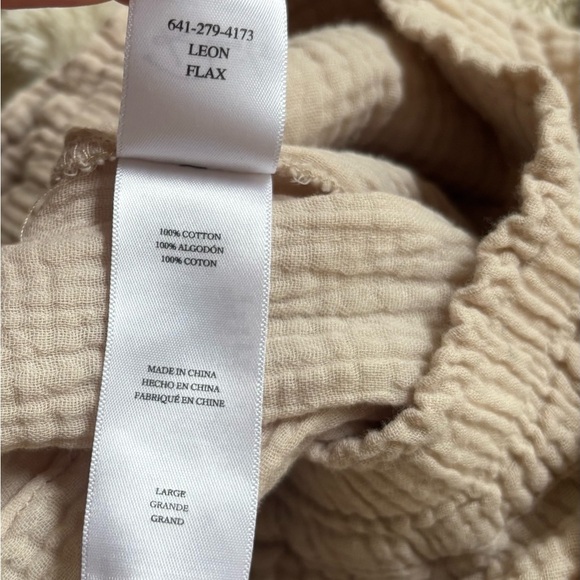 641-279-4173
LEON
FLAX
100% COTTON
100% ALGODÓN
100% COTON
MADE IN CHINA
HECHO EN CHINA
FABRIQUÉ EN CHINE
LARGE
GRANDE
GRAND